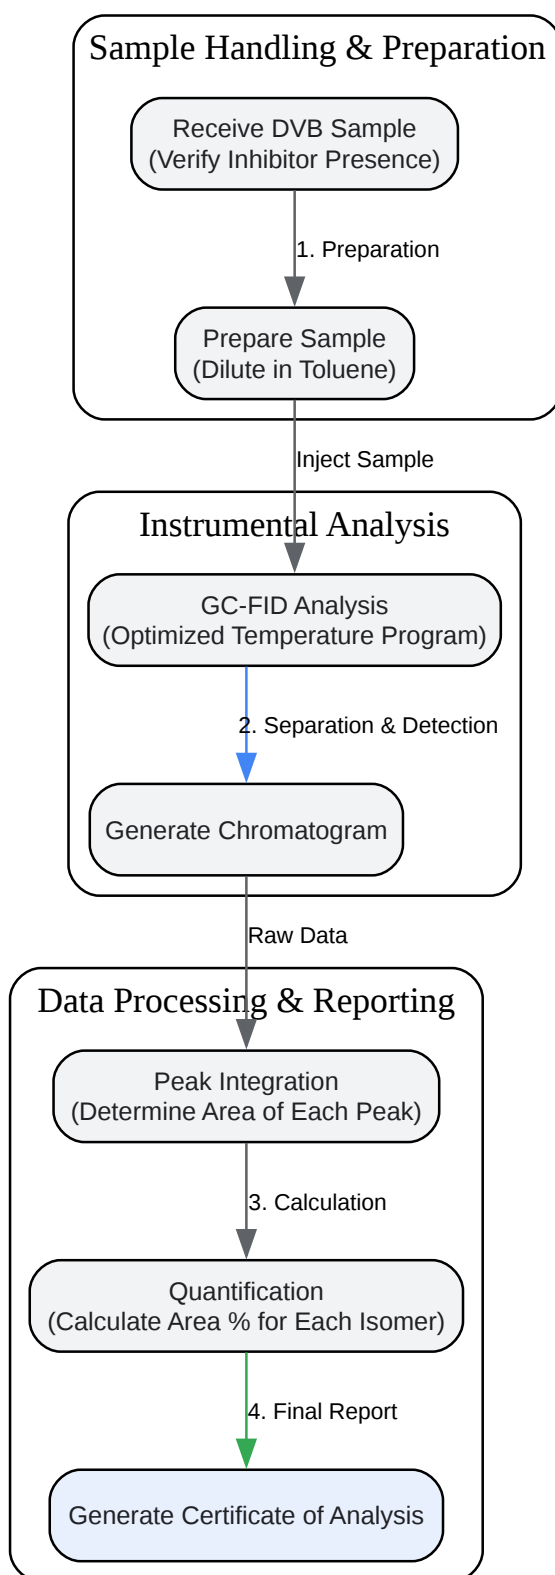 Sample Handling & Preparation
Receive DVB Sample
(Verify Inhibitor Presence)
1. Preparation
Prepare Sample
(Dilute in Toluene)
Inject Sample
Instrumental Analysis
GC-FID Analysis
(Optimized Temperature Program)
2. Separation & Detection
Generate Chromatogram
Raw Data
Data Processing & Reporting
Peak Integration
(Determine Area of Each Peak)
3. Calculation
Quantification
(Calculate Area % for Each Isomer)
4. Final Report
Generate Certificate of Analysis